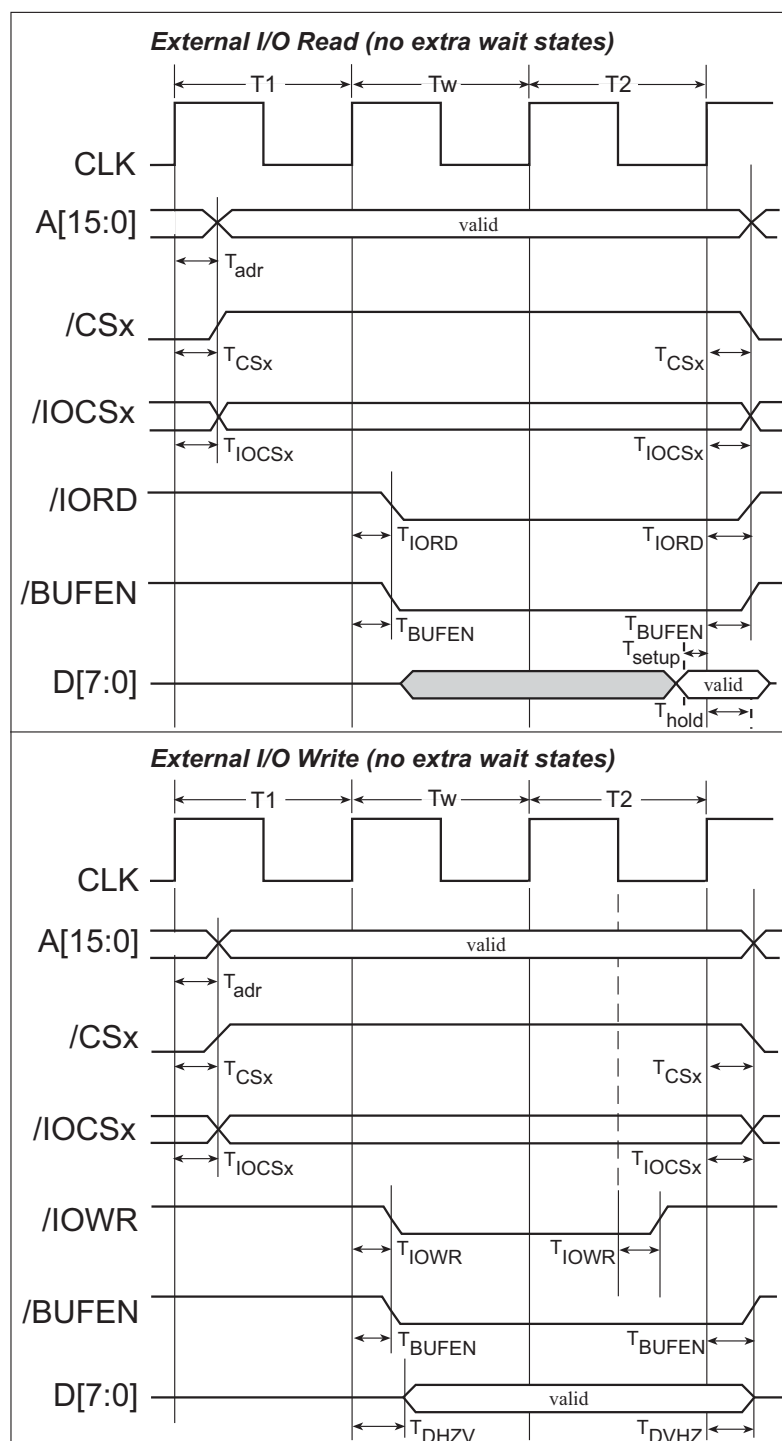 External I/O Read (no extra wait states)
T1 Tw T2
CLK
A[15:0] valid
Tadr
/CSx
TCSx TCSx
/IOCSx
TIOCSx TIOCSx
/IORD
TIORD TIORD
/BUFEN
TBUFEN TBUFEN
Tsetup
D[7:0] valid
Thold
External I/O Write (no extra wait states)
T1 Tw T2
CLK
A[15:0] valid
Tadr
/CSx
TCSx TCSx
/IOCSx
TIOCSx TIOCSx
/IOWR
TIOWR TIOWR
/BUFEN
TBUFEN TBUFEN
D[7:0] valid
TDHZV TDVHZ